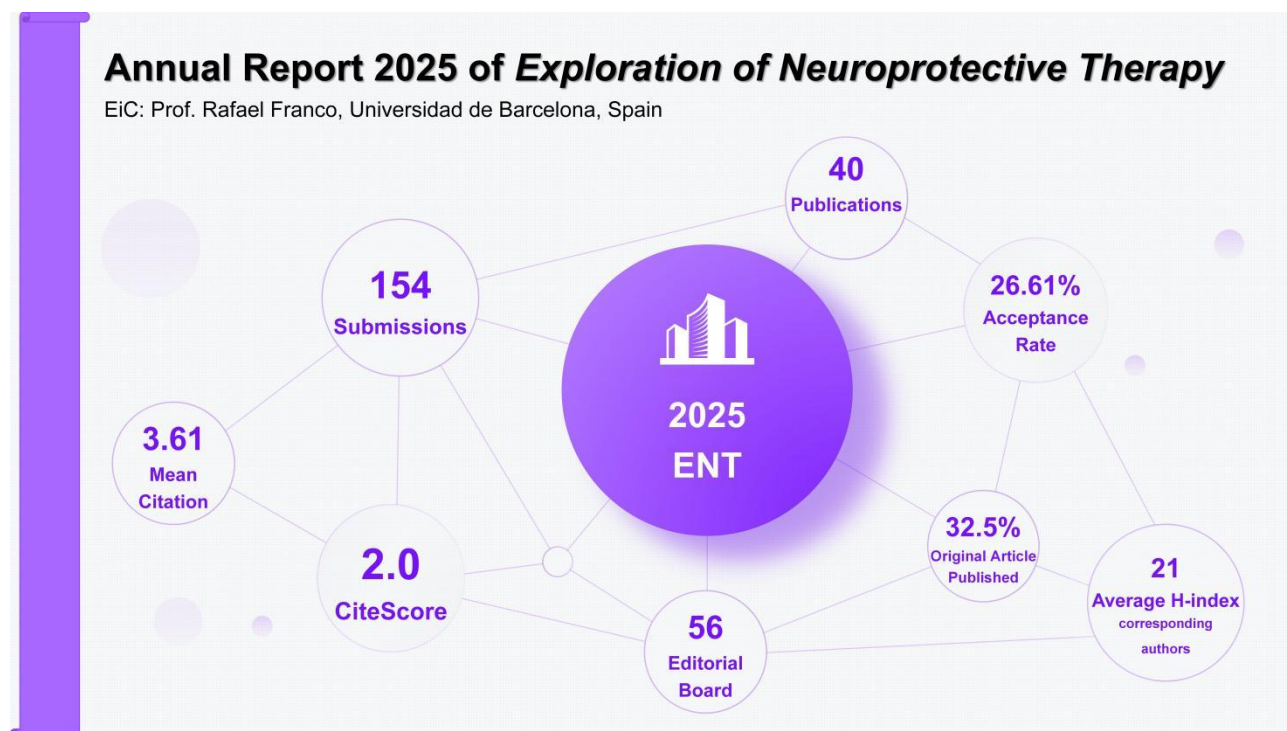 Annual Report 2025 of Exploration of Neuroprotective Therapy
EiC: Prof. Rafael Franco, Universidad de Barcelona, Spain
40
Publications
154
Submissions
26.61%
Acceptance
Rate
2025
ENT
3.61
Mean
Citation
2.0
CiteScore
32.5%
Original Article
Published
21
Average H-index
corresponding
authors
56
Editorial
Board